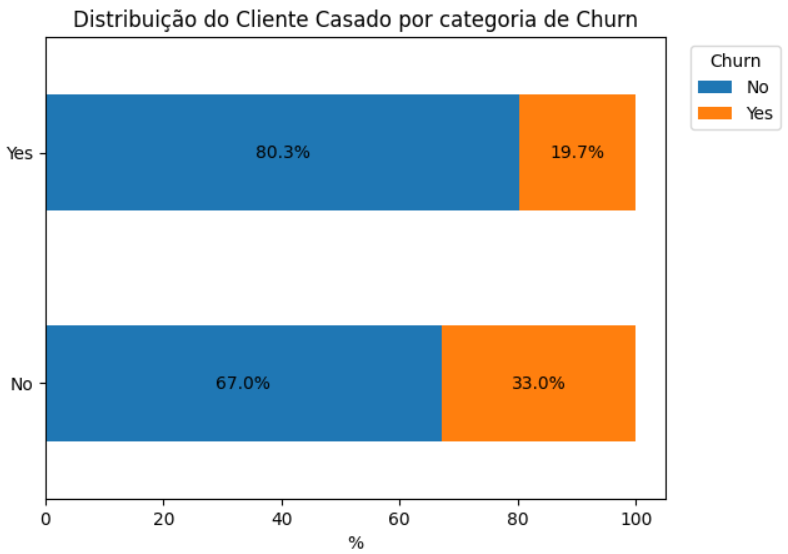 Distribuição do Cliente Casado por categoria de Churn
Churn
No
Yes
Yes
80.3%
19.7%
No
67.0%
33.0%
0
20
40
60
80
100
%